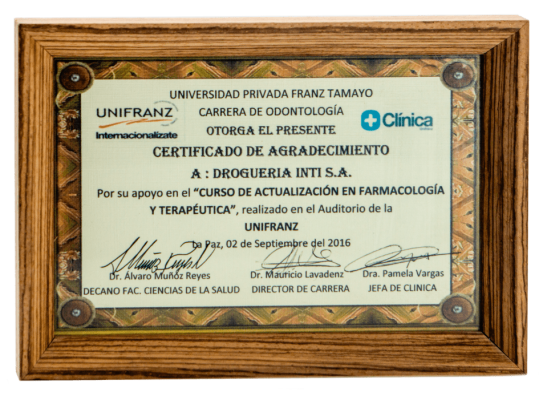 UNIVERSIDAD PRIVADA FRANZ TAMAYO
UNIFRANZ
Internacionalízate
CARRERA DE ODONTOLOGÍA
Clínica
OTORGA EL PRESENTE
CERTIFICADO DE AGRADECIMIENTO
A : DROGUERIA INTI S.A.
Por su apoyo en el "CURSO DE ACTUALIZACIÓN EN FARMACOLOGÍA
Y TERAPÉUTICA", realizado en el Auditorio de la
UNIFRANZ
La Paz, 02 de Septiembre del 2016
Dr. Álvaro Muñoz Reyes
DECANO FAC. CIENCIAS DE LA SALUD
Dr. Mauricio Lavadenz
DIRECTOR DE CARRERA
Dra. Pamela Vargas
JEFA DE CLINICA